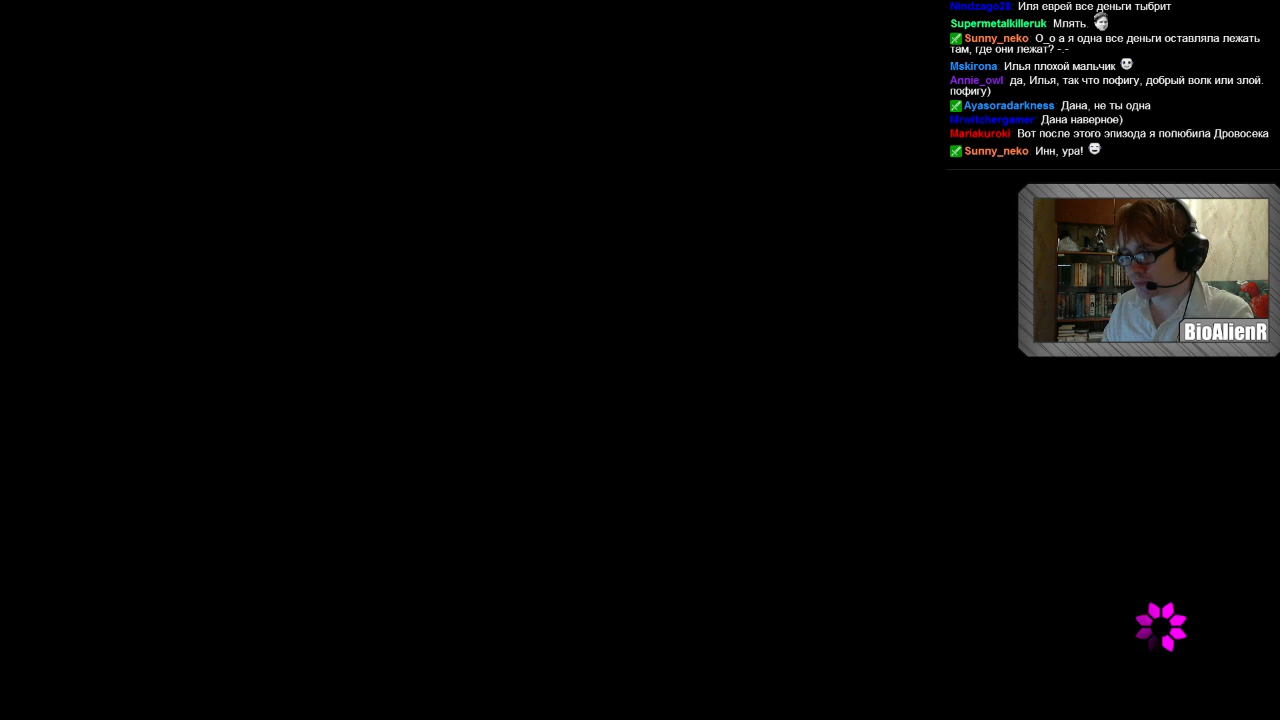 Nindzago29 Иля еврей все деньги тыбрит
Supermetalkilleruk Млять.
Sunny_neko О_о а я одна все деньги оставляла лежать
там, где они лежат? -.-
Mskirona Илья плохой мальчик
Annie_owl да, Илья, так что пофигу, добрый волк или злой.
пофигу)
Ayasoradarkness Дана, не ты одна
Дана наверное)
Mariakuroki Вот после этого эпизода я полюбила Дровосека
Sunny_neko Инн, ура!
BioAlienR